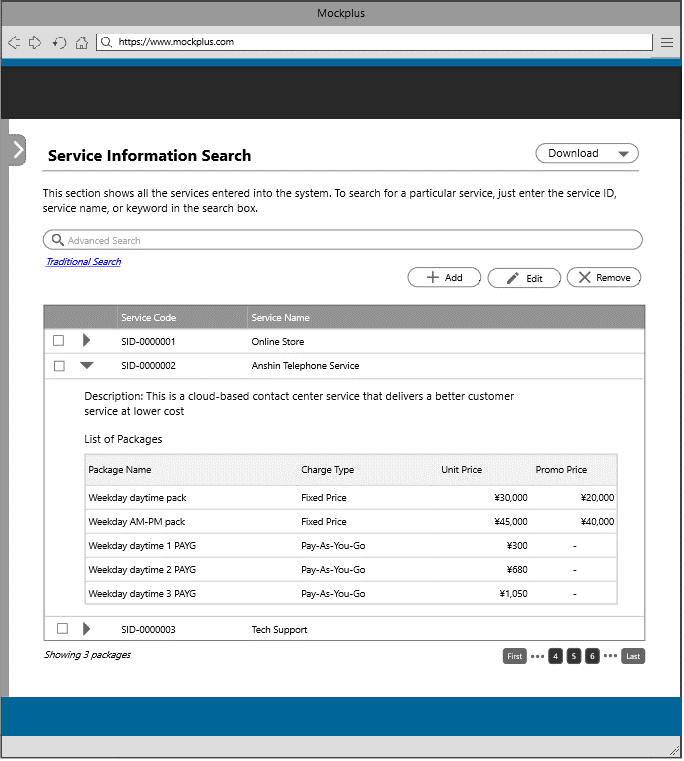 Mockplus
https://www.mockplus.com
Service Information Search
Download
This section shows all the services entered into the system. To search for a particular service, just enter the service ID,
service name, or keyword in the search box.
Advanced Search
Traditional Search
Add Edit Remove
Service Code Service Name
SID-0000001 Online Store
SID-0000002 Anshin Telephone Service
Description: This is a cloud-based contact center service that delivers a better customer
service at lower cost
List of Packages
Package Name Charge Type Unit Price Promo Price
Weekday daytime pack Fixed Price ¥30,000 ¥20,000
Weekday AM-PM pack Fixed Price ¥45,000 ¥40,000
Weekday daytime 1 PAYG Pay-As-You-Go ¥300 -
Weekday daytime 2 PAYG Pay-As-You-Go ¥680 -
Weekday daytime 3 PAYG Pay-As-You-Go ¥1,050 -
SID-0000003 Tech Support
Showing 3 packages
First ••• 4 5 6 ••• Last